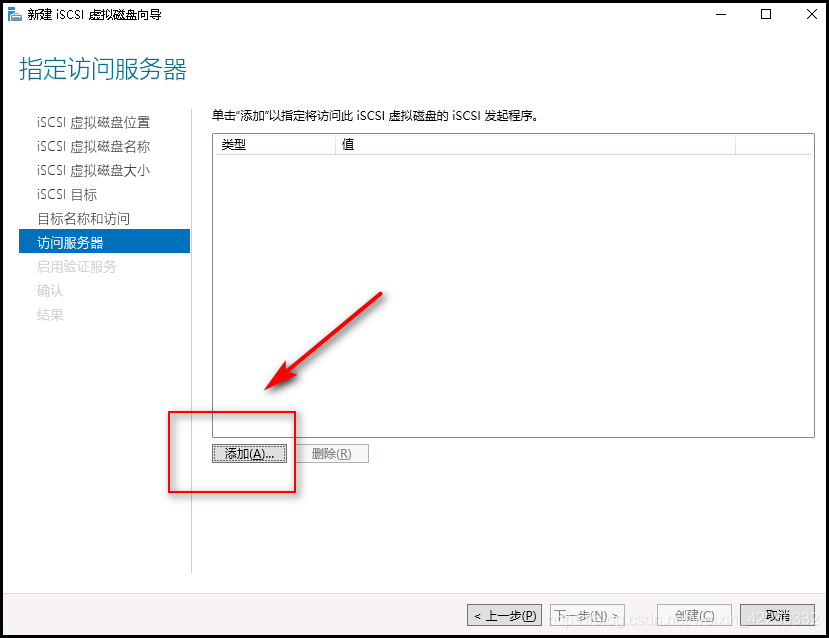 新建 iSCSI 虚拟磁盘向导
指定访问服务器
iSCSI 虚拟磁盘位置
iSCSI 虚拟磁盘名称
iSCSI 虚拟磁盘大小
iSCSI 目标
目标名称和访问
访问服务器
启用验证服务
确认
结果
单击“添加”以指定将访问此 iSCSI 虚拟磁盘的 iSCSI 发起程序。
类型 值
添加(A)... 删除(R)
< 上一步(P) 下一步(N) > 创建(C) 取消